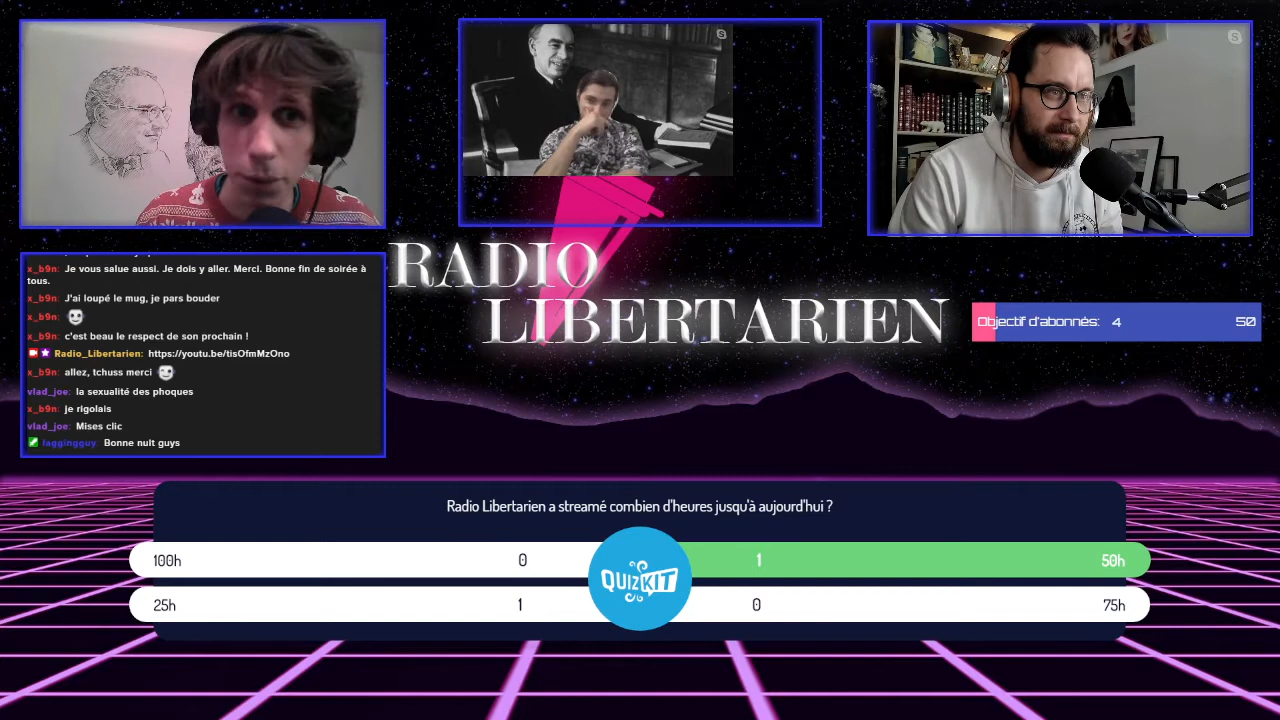 RADIO
LIBERTARIEN
x_b9n: Je vous salue aussi. Je dois y aller. Merci. Bonne fin de soirée à
tous.
x_b9n: J'ai loupé le mug, je pars bouder
x_b9n:
x_b9n: c'est beau le respect de son prochain !
Radio_Libertarien: https://youtu.be/tisOfmMzOno
x_b9n: allez, tchuss merci
vlad_joe: la sexualité des phoques
x_b9n: je rigolais
vlad_joe: Mises clic
laggingguy: Bonne nuit guys
Objectif d'abonnés: 4 50
Radio Libertarien a streamé combien d'heures jusqu'à aujourd'hui ?
100h 0 1 50h
QUIZKIT
25h 1 0 75h